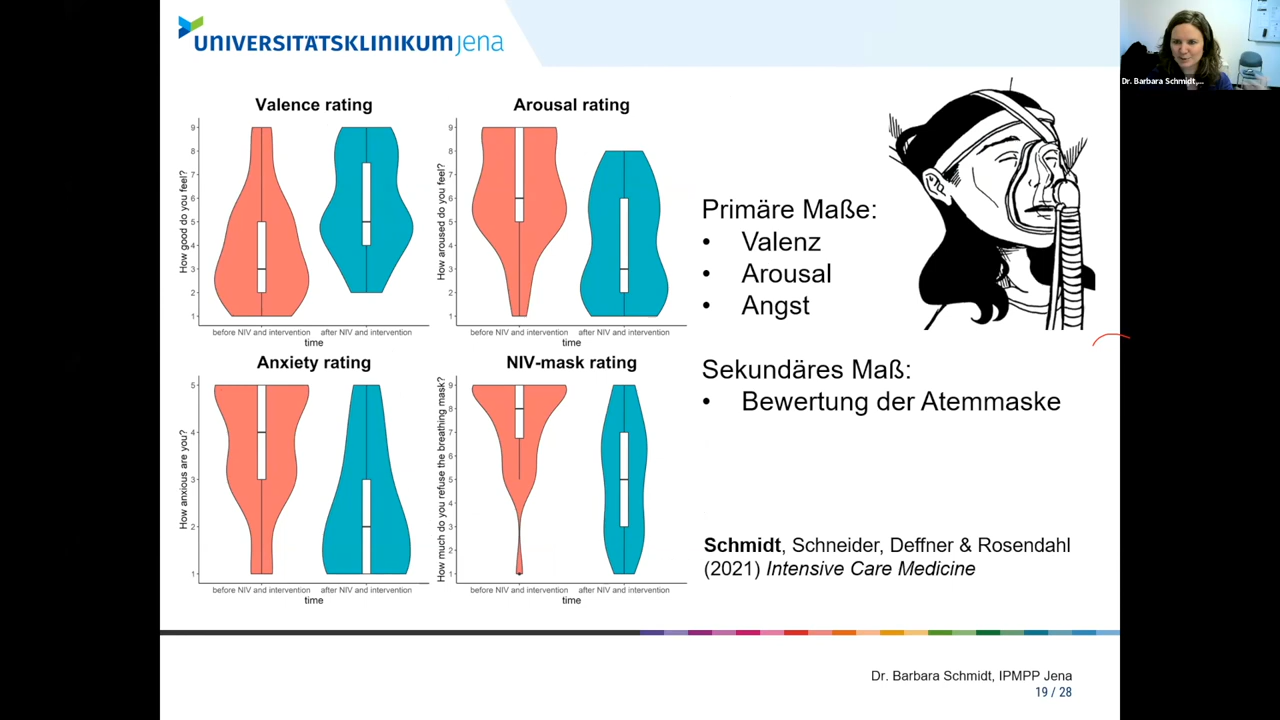 UNIVERSITÄTSKLINIKUM jena
Dr. Barbara Schmidt,...
Valence rating
How good do you feel?
9
8
7
6
5
4
3
2
1
before NIV and intervention
after NIV and intervention
time
Arousal rating
How aroused do you feel?
9
8
7
6
5
4
3
2
1
before NIV and intervention
after NIV and intervention
time
Anxiety rating
How anxious are you?
5
4
3
2
1
before NIV and intervention
after NIV and intervention
time
NIV-mask rating
How much do you refuse the breathing mask?
9
8
7
6
5
4
3
2
1
before NIV and intervention
after NIV and intervention
time
Primäre Maße:
• Valenz
• Arousal
• Angst
Sekundäres Maß:
• Bewertung der Atemmaske
Schmidt, Schneider, Deffner & Rosendahl
(2021) Intensive Care Medicine
Dr. Barbara Schmidt, IPMPP Jena
19 / 28